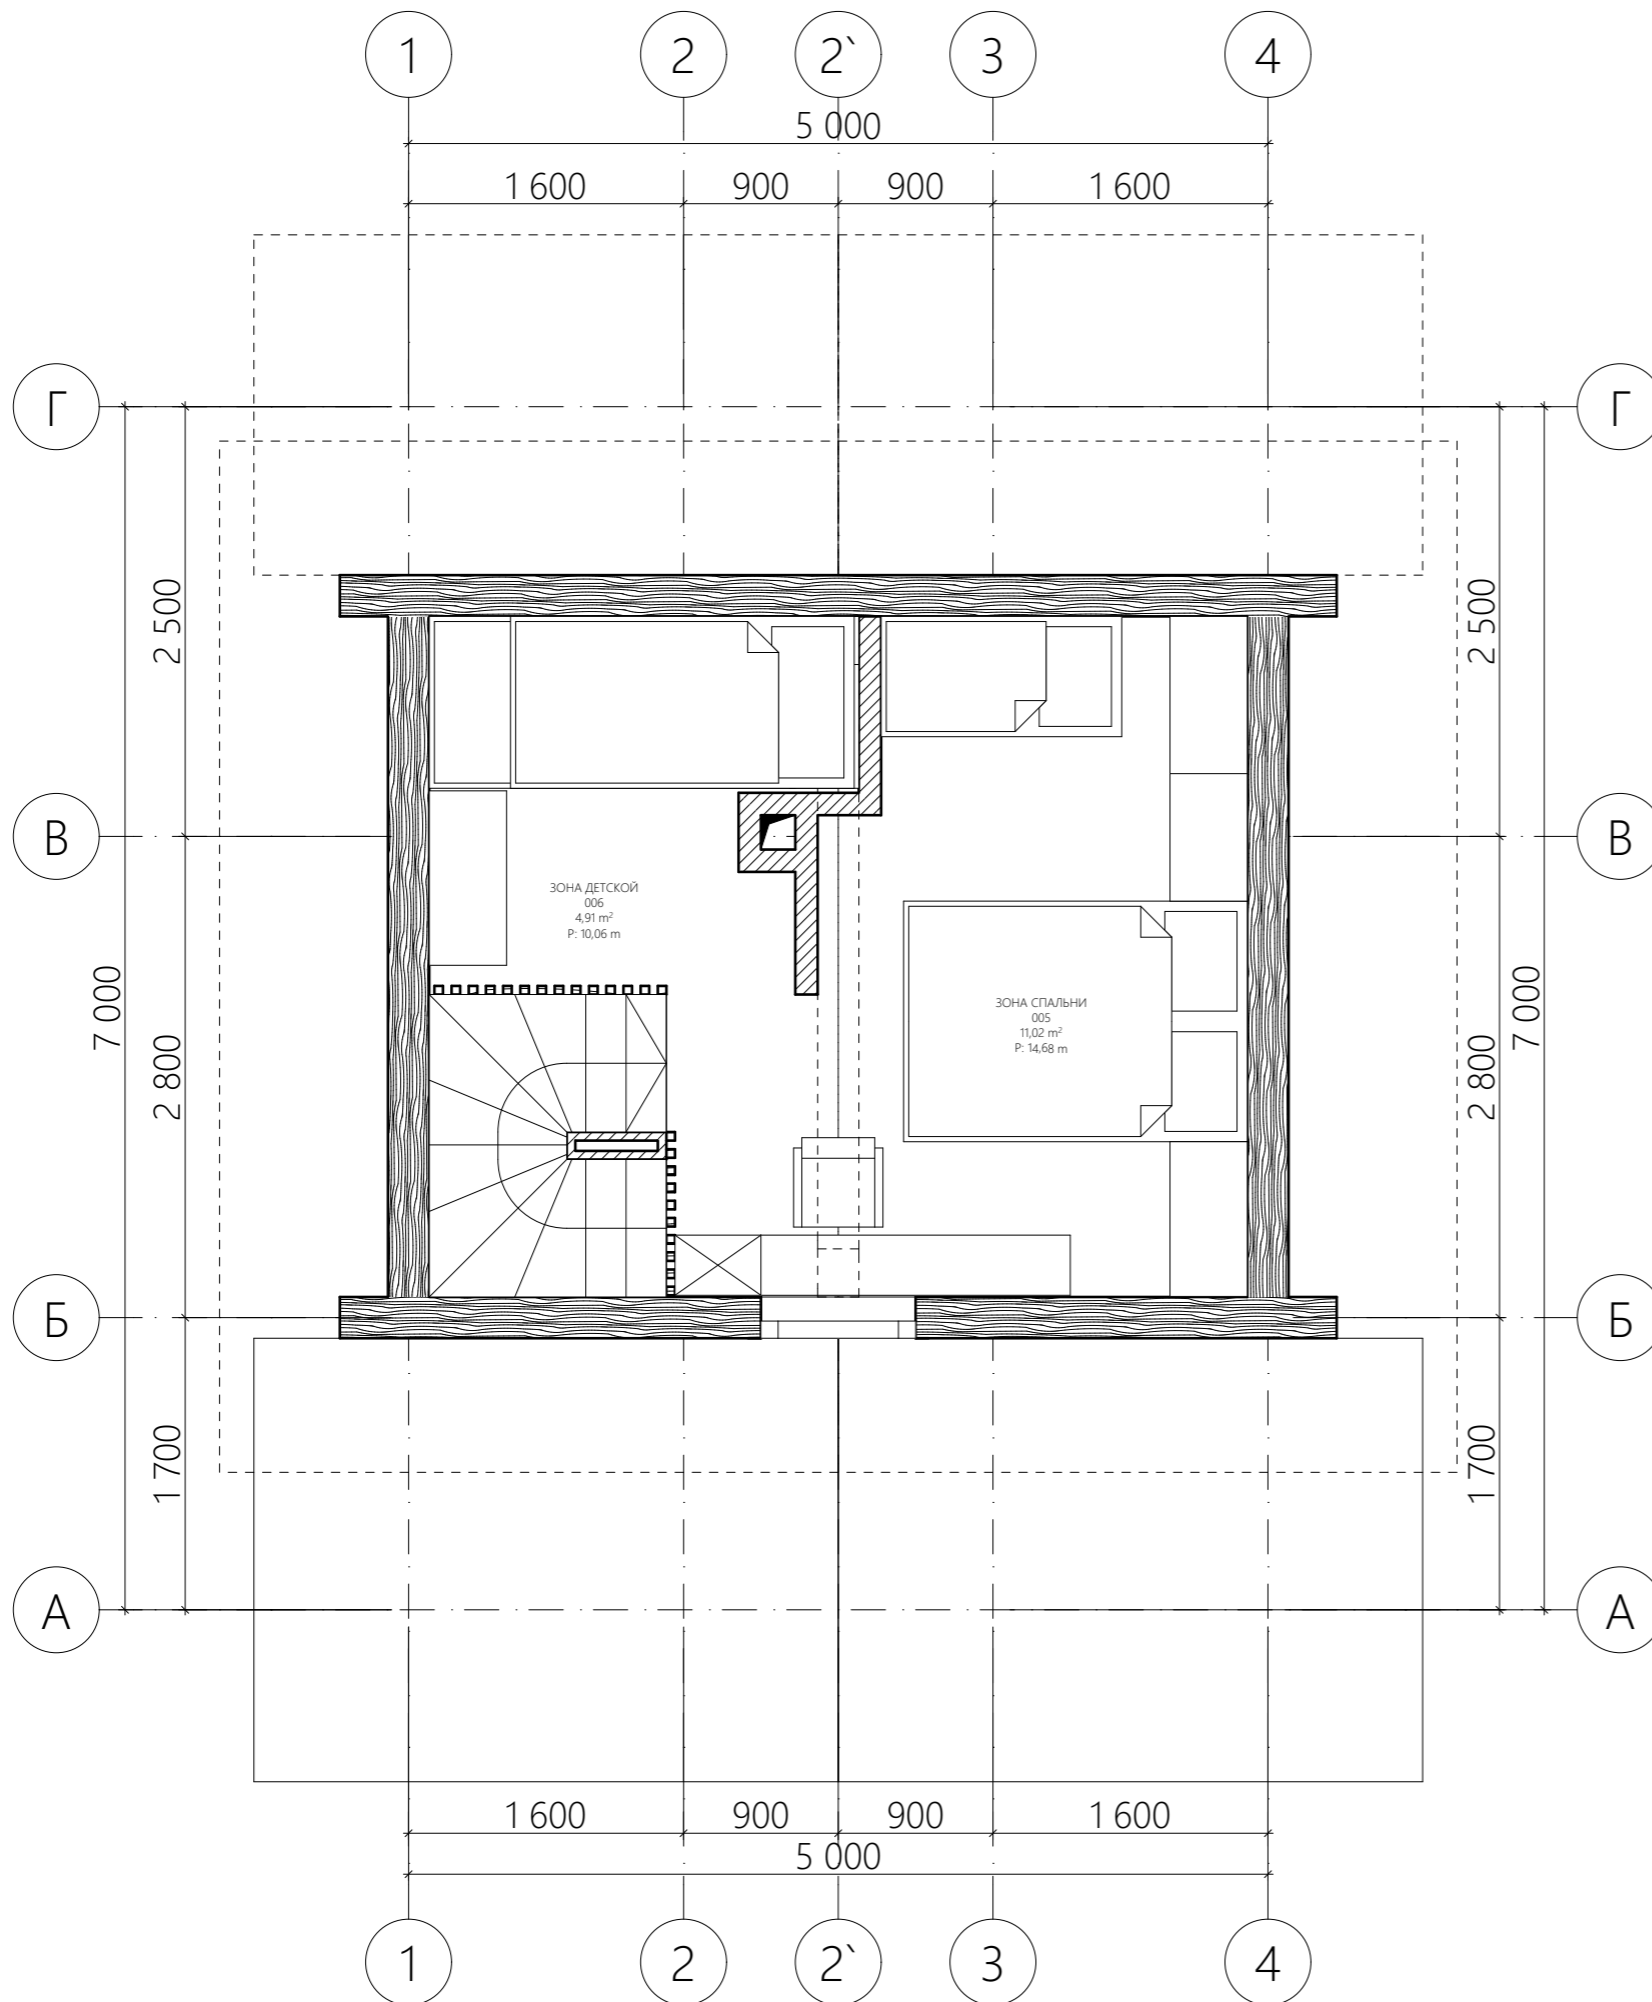 1 2 2` 3 4
5 000
1 600 900 900 1 600
Г Г
2 500 2 500
В В
ЗОНА ДЕТСКОЙ
006
4,91 m²
P: 10,06 m
7 000 7 000
ЗОНА СПАЛЬНИ
005
11,02 m²
P: 14,68 m
2 800 2 800
Б Б
1 700 1 700
А А
1 600 900 900 1 600
5 000
1 2 2` 3 4